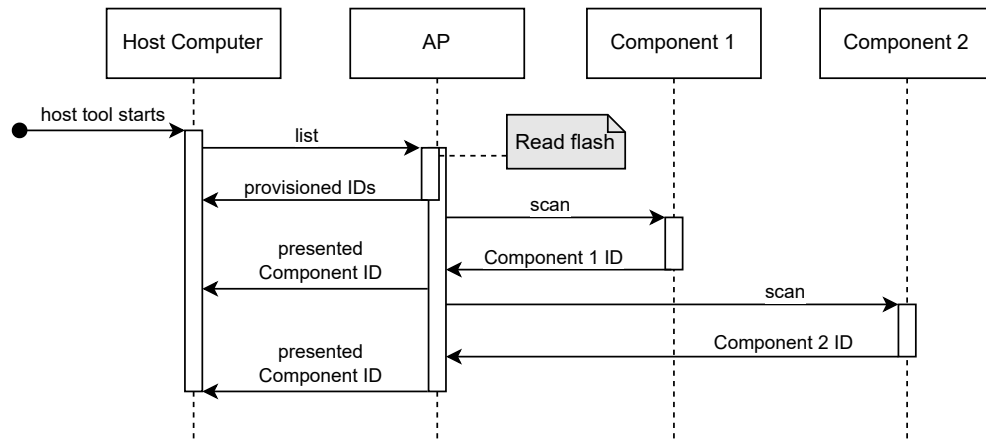 Host Computer
AP
Component 1
Component 2
host tool starts
list
Read flash
provisioned IDs
scan
presented
Component ID
Component 1 ID
scan
presented
Component ID
Component 2 ID